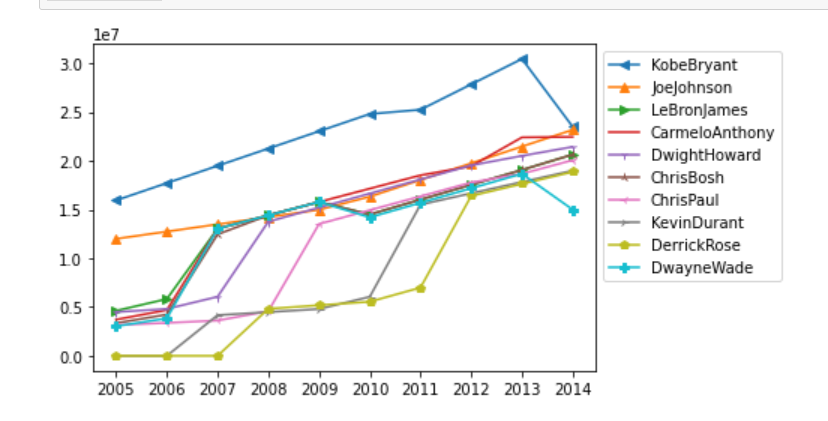 1e7
3.0
2.5
2.0
1.5
1.0
0.5
0.0
2005 2006 2007 2008 2009 2010 2011 2012 2013 2014
KobeBryant
JoeJohnson
LeBronJames
CarmeloAnthony
DwightHoward
ChrisBosh
ChrisPaul
KevinDurant
DerrickRose
DwayneWade